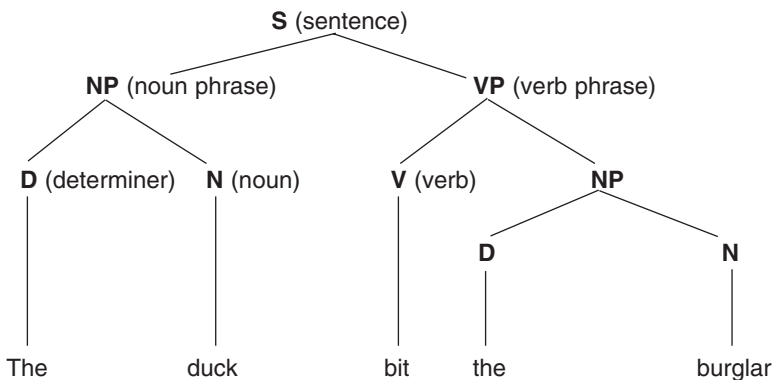 S (sentence)
NP (noun phrase) VP (verb phrase)
D (determiner) N (noun) V (verb) NP
D N
The duck bit the burglar